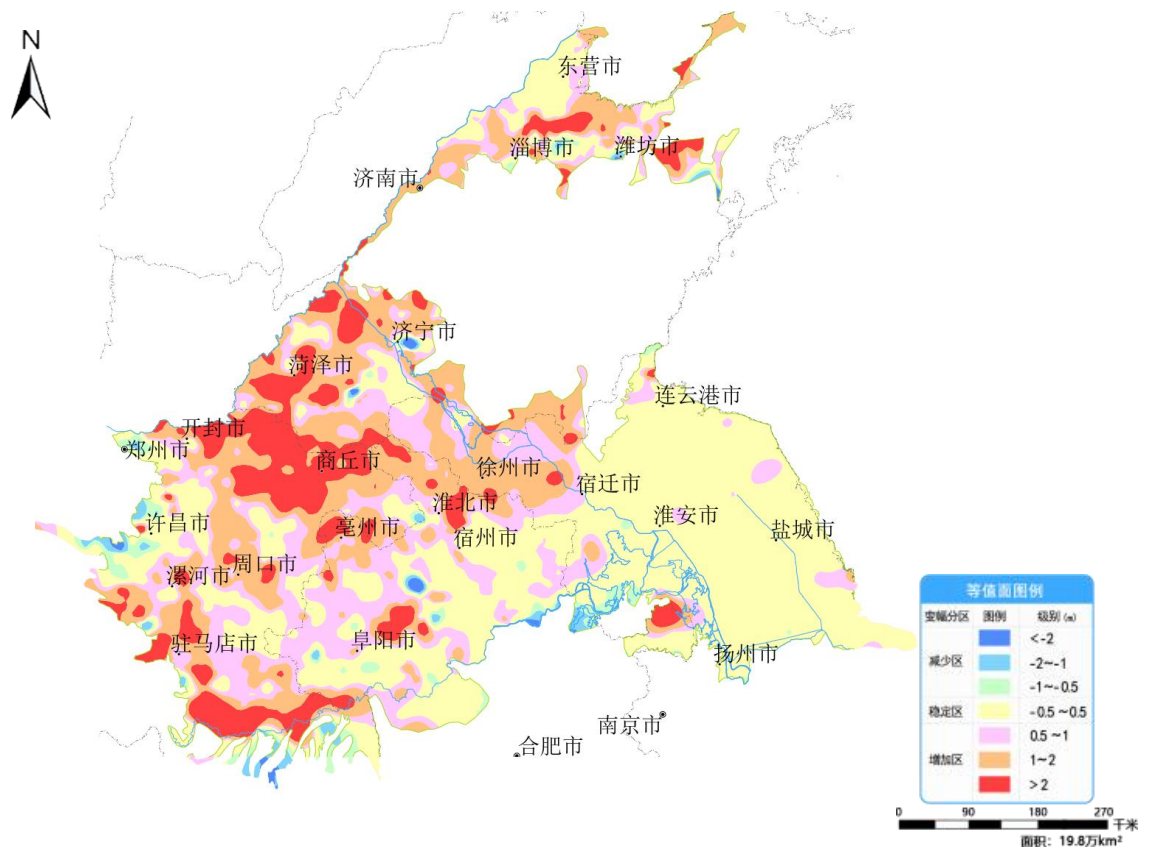 N
东营市
淄博市
潍坊市
济南市
济宁市
菏泽市
连云港市
开封市
郑州市
商丘市
徐州市
宿迁市
淮北市
许昌市
亳州市
宿州市
淮安市
盐城市
周口市
漯河市
阜阳市
驻马店市
扬州市
南京市
合肥市
等值面图例
变幅分区 图例 级别 (m)
<-2
减少区 -2~-1
-1~-0.5
稳定区 -0.5~0.5
0.5~1
增加区 1~2
>2
0 90 180 270 千米
面积：19.8万km²